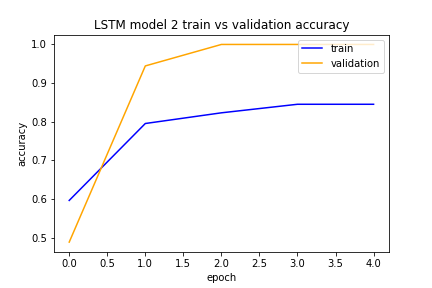 LSTM model 2 train vs validation accuracy
1.0
0.9
0.8
0.7
0.6
0.5
accuracy
train
validation
0.0 0.5 1.0 1.5 2.0 2.5 3.0 3.5 4.0
epoch